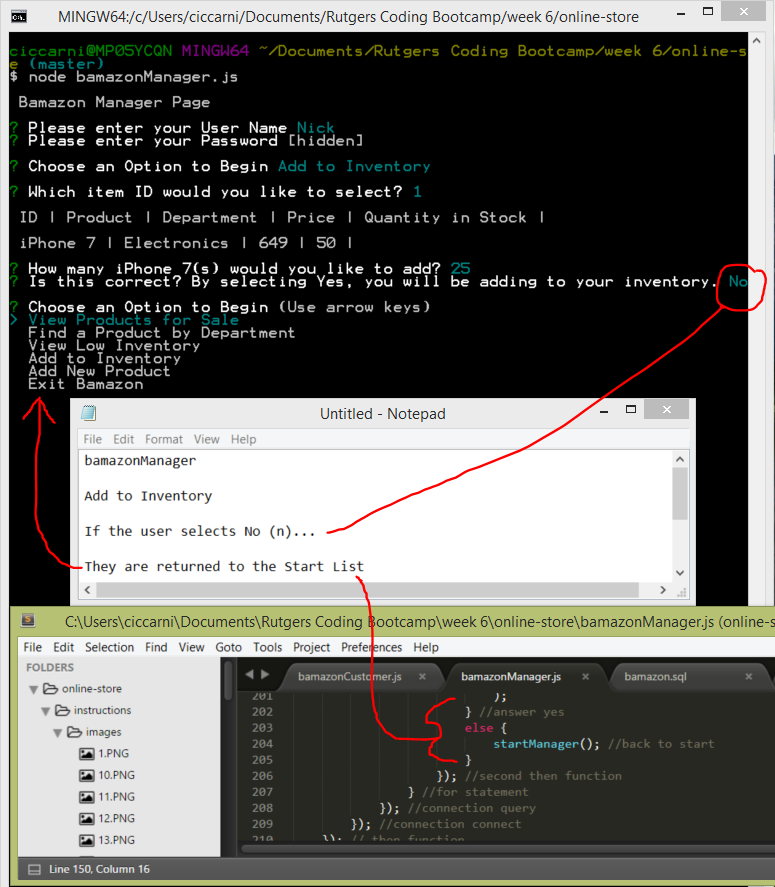 MINGW64:/c/Users/ciccarni/Documents/Rutgers Coding Bootcamp/week 6/online-store
ciccarni@MP05YCQN MINGW64 ~/Documents/Rutgers Coding Bootcamp/week 6/online-s
e (master)
$ node bamazonManager.js
Bamazon Manager Page
? Please enter your User Name Nick
? Please enter your Password [hidden]
? Choose an Option to Begin Add to Inventory
? Which item ID would you like to select? 1
ID | Product | Department | Price | Quantity in Stock |
iPhone 7 | Electronics | 649 | 50 |
? How many iPhone 7(s) would you like to add? 25
? Is this correct? By selecting Yes, you will be adding to your inventory. No
? Choose an Option to Begin (Use arrow keys)
> View Products for Sale
Find a Product by Department
View Low Inventory
Add to Inventory
Add New Product
Exit Bamazon
Untitled - Notepad
File Edit Format View Help
bamazonManager
Add to Inventory
If the user selects No (n)...
They are returned to the Start List
C:\Users\ciccarni\Documents\Rutgers Coding Bootcamp\week 6\online-store\bamazonManager.js (online-s
File Edit Selection Find View Goto Tools Project Preferences Help
FOLDERS
online-store
instructions
images
1.PNG
10.PNG
11.PNG
12.PNG
13.PNG
bamazonCustomer.js × bamazonManager.js × bamazon.sql ×
201 );
202 } //answer yes
203 else {
204 startManager(); //back to start
205 }
206 }); //second then function
207 } //for statement
208 }); //connection query
209 }); //connection connect
210 }); // then function
Line 150, Column 16